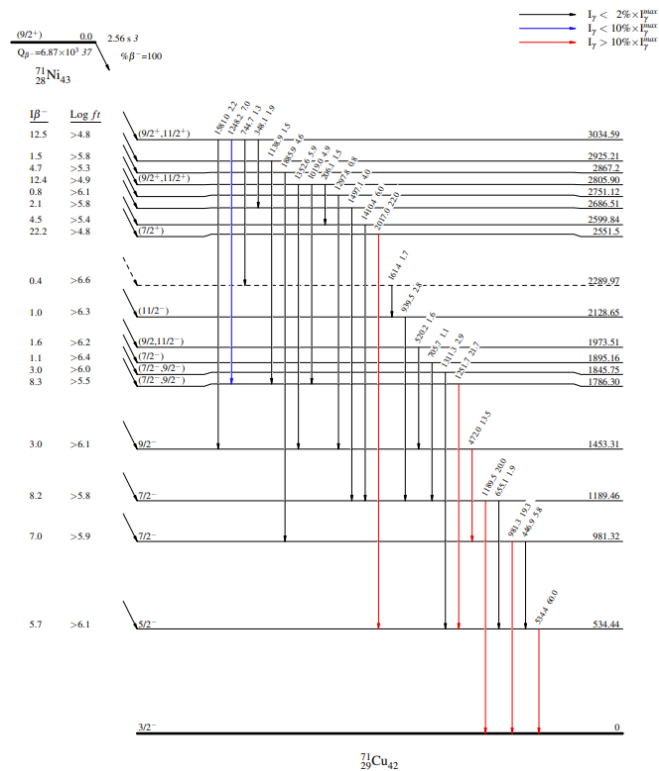 (9/2+) 0.0 2.56 s 3
Qβ−=6.87×10³ 37 %β−=100
⁷¹₂₈Ni₄₃
Iγ < 2%×Iγᵐᵃˣ
Iγ < 10%×Iγᵐᵃˣ
Iγ > 10%×Iγᵐᵃˣ
Iβ− Log ft
1581.0 2.2
1248.2 7.0
744.7 1.3
348.1 1.9
1138.9 1.5
1885.9 4.6
1352.6 5.9
1019.0 4.9
206.1 1.5
1297.8 0.8
1497.1 4.0
1410.4 6.0
2017.0 22.0
12.5 >4.8 (9/2+,11/2+) 3034.59
1.5 >5.8 2925.21
4.7 >5.3 2867.2
12.4 >4.9 (9/2+,11/2+) 2805.90
0.8 >6.1 2751.12
2.1 >5.8 2686.51
4.5 >5.4 2599.84
22.2 >4.8 (7/2+) 2551.5
161.4 1.7
939.5 2.8
0.4 >6.6 2289.97
520.2 1.6
705.7 1.1
1311.3 2.9
1251.7 21.7
1.0 >6.3 (11/2−) 2128.65
1.6 >6.2 (9/2,11/2−) 1973.51
1.1 >6.4 (7/2−) 1895.16
3.0 >6.0 (7/2−,9/2−) 1845.75
8.3 >5.5 (7/2−,9/2−) 1786.30
472.0 13.5
3.0 >6.1 9/2− 1453.31
1189.5 20.0
655.1 1.9
8.2 >5.8 7/2− 1189.46
981.3 19.3
446.9 5.8
7.0 >5.9 7/2− 981.32
534.4 60.0
5.7 >6.1 5/2− 534.44
3/2− 0
⁷¹₂₉Cu₄₂